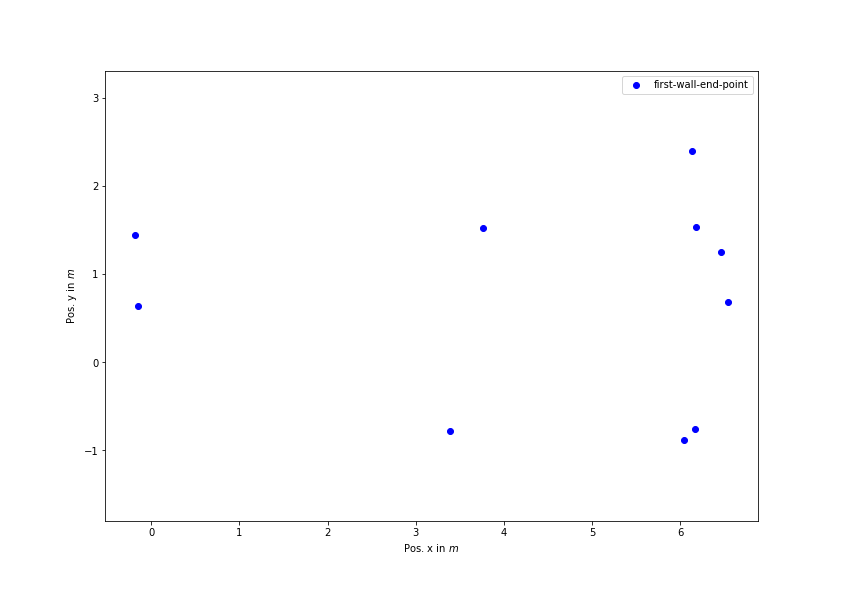 first-wall-end-point
3
2
1
0
−1
Pos. y in m
0 1 2 3 4 5 6
Pos. x in m